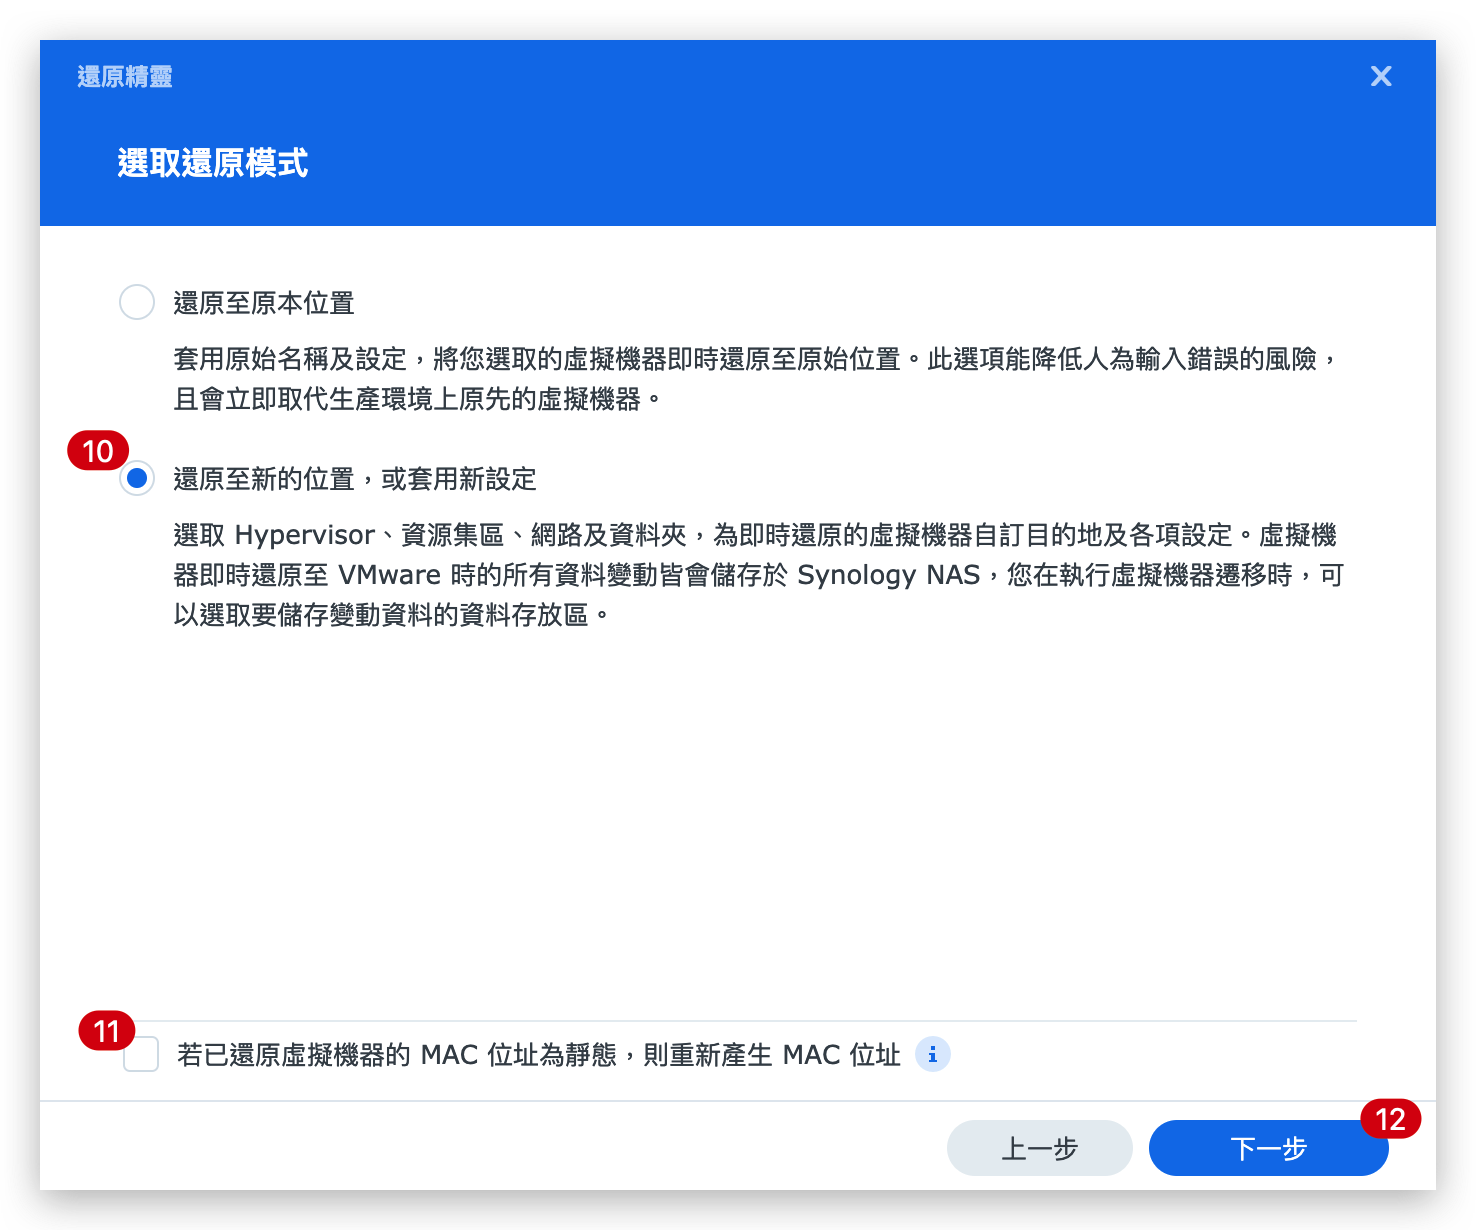 還原精靈
選取還原模式
還原至原本位置
套用原始名稱及設定，將您選取的虛擬機器即時還原至原始位置。此選項能降低人為輸入錯誤的風險，
且會立即取代生產環境上原先的虛擬機器。
10
還原至新的位置，或套用新設定
選取 Hypervisor、資源集區、網路及資料夾，為即時還原的虛擬機器自訂目的地及各項設定。虛擬機
器即時還原至 VMware 時的所有資料變動皆會儲存於 Synology NAS，您在執行虛擬機器遷移時，可
以選取要儲存變動資料的資料存放區。
11
若已還原虛擬機器的 MAC 位址為靜態，則重新產生 MAC 位址
12
上一步
下一步